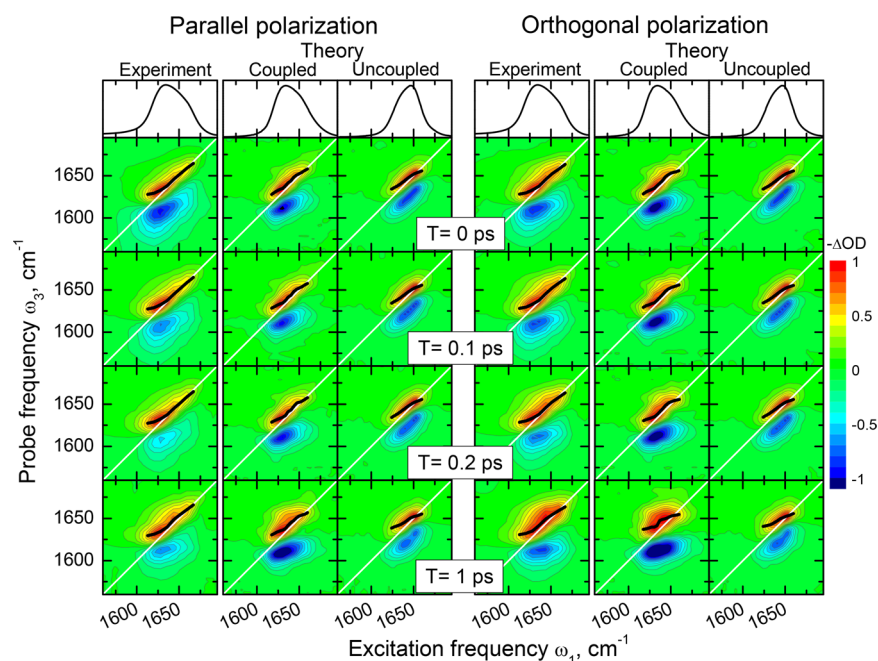 Parallel polarization
Orthogonal polarization
Theory
Theory
Experiment
Coupled
Uncoupled
Experiment
Coupled
Uncoupled
1650
1600
T= 0 ps
-ΔOD
1
0.5
0
-0.5
-1
1650
1600
T= 0.1 ps
1650
1600
T= 0.2 ps
1650
1600
T= 1 ps
Probe frequency ω3, cm-1
1600
1650
1600
1650
1600
1650
1600
1650
1600
1650
1600
1650
Excitation frequency ω1, cm-1